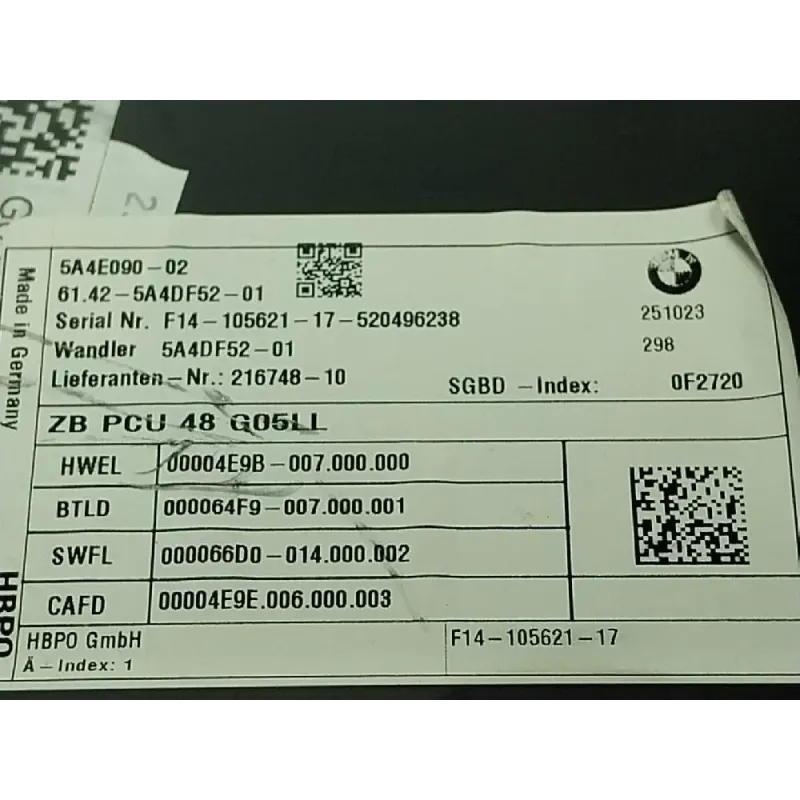 5A4E090-02
61.42-5A4DF52-01
Serial Nr. F14-105621-17-520496238
Wandler 5A4DF52-01
Lieferanten-Nr.: 216748-10
251023
298
SGBD -Index: 0F2720
ZB PCU 48 G05LL
HWEL 00004E9B-007.000.000
BTLD 000064F9-007.000.001
SWFL 000066D0-014.000.002
CAFD 00004E9E.006.000.003
HBPO GmbH
Ä-Index: 1
F14-105621-17
Made in Germany
HBPO